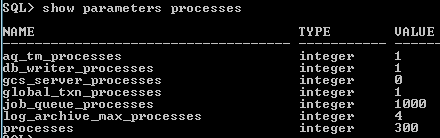 SQL> show parameters processes
NAME TYPE VALUE
------------------------------------ ----------- ------
aq_tm_processes integer 1
db_writer_processes integer 1
gcs_server_processes integer 0
global_txn_processes integer 1
job_queue_processes integer 1000
log_archive_max_processes integer 4
processes integer 300
SQL>